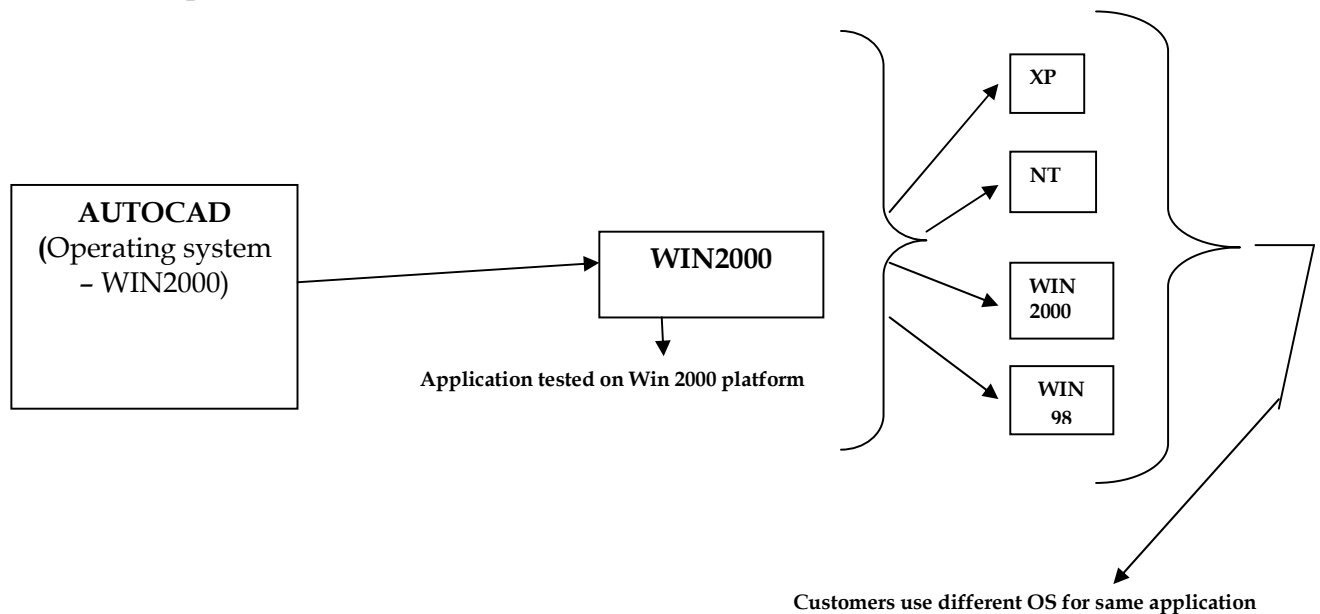 AUTOCAD
(Operating system
– WIN2000)
WIN2000
Application tested on Win 2000 platform
XP
NT
WIN
2000
WIN
98
Customers use different OS for same application